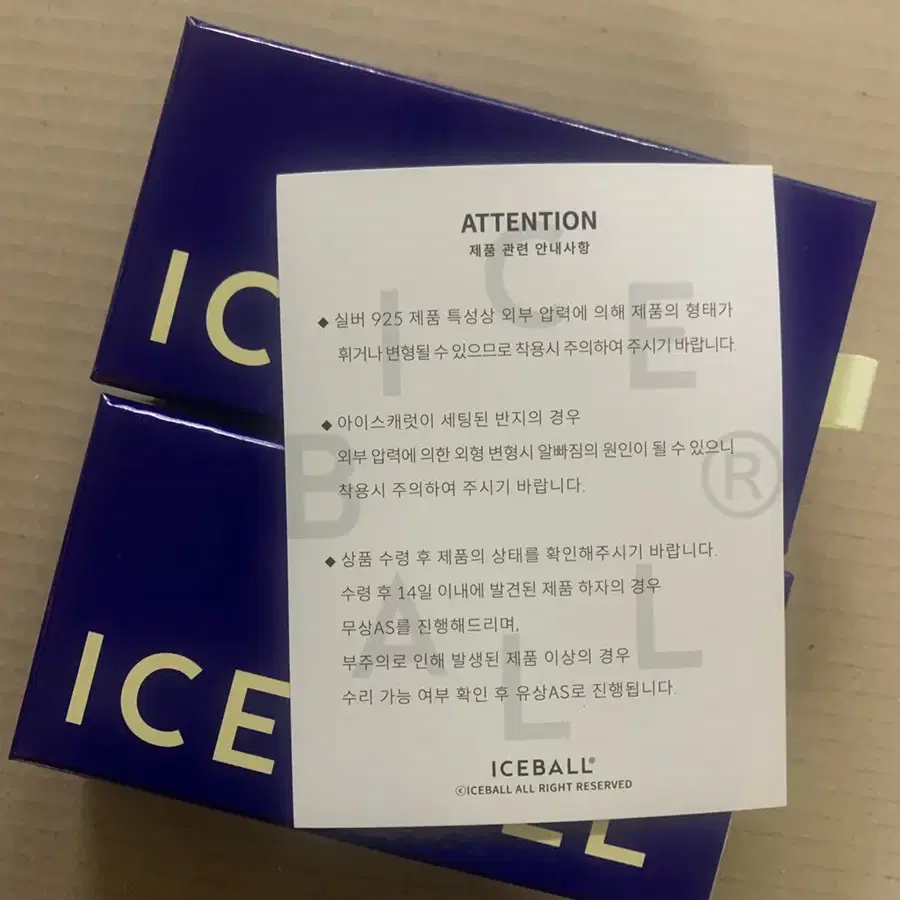 IC
ICE
LL
ATTENTION
제품 관련 안내사항
◆ 실버 925 제품 특성상 외부 압력에 의해 제품의 형태가
휘거나 변형될 수 있으므로 착용시 주의하여 주시기 바랍니다.
◆ 아이스캐럿이 세팅된 반지의 경우
외부 압력에 의한 외형 변형시 알빠짐의 원인이 될 수 있으니
착용시 주의하여 주시기 바랍니다.
◆ 상품 수령 후 제품의 상태를 확인해주시기 바랍니다.
수령 후 14일 이내에 발견된 제품 하자의 경우
무상AS를 진행해드리며,
부주의로 인해 발생된 제품 이상의 경우
수리 가능 여부 확인 후 유상AS로 진행됩니다.
ICE
BALL®
ICEBALL®
ⓒICEBALL ALL RIGHT RESERVED